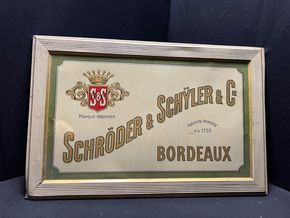 S&S
Marque déposée
SCHRÖDER & SCHŸLER & CIE
MAISON FONDÉE
EN 1739
BORDEAUX